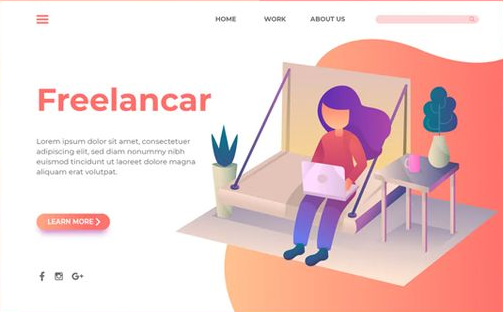 HOME WORK ABOUT US
Freelancar
Lorem ipsum dolor sit amet, consectetuer
adipiscing elit, sed diam nonummy nibh
euismod tincidunt ut laoreet dolore magna
aliquam erat volutpat.
LEARN MORE
G+